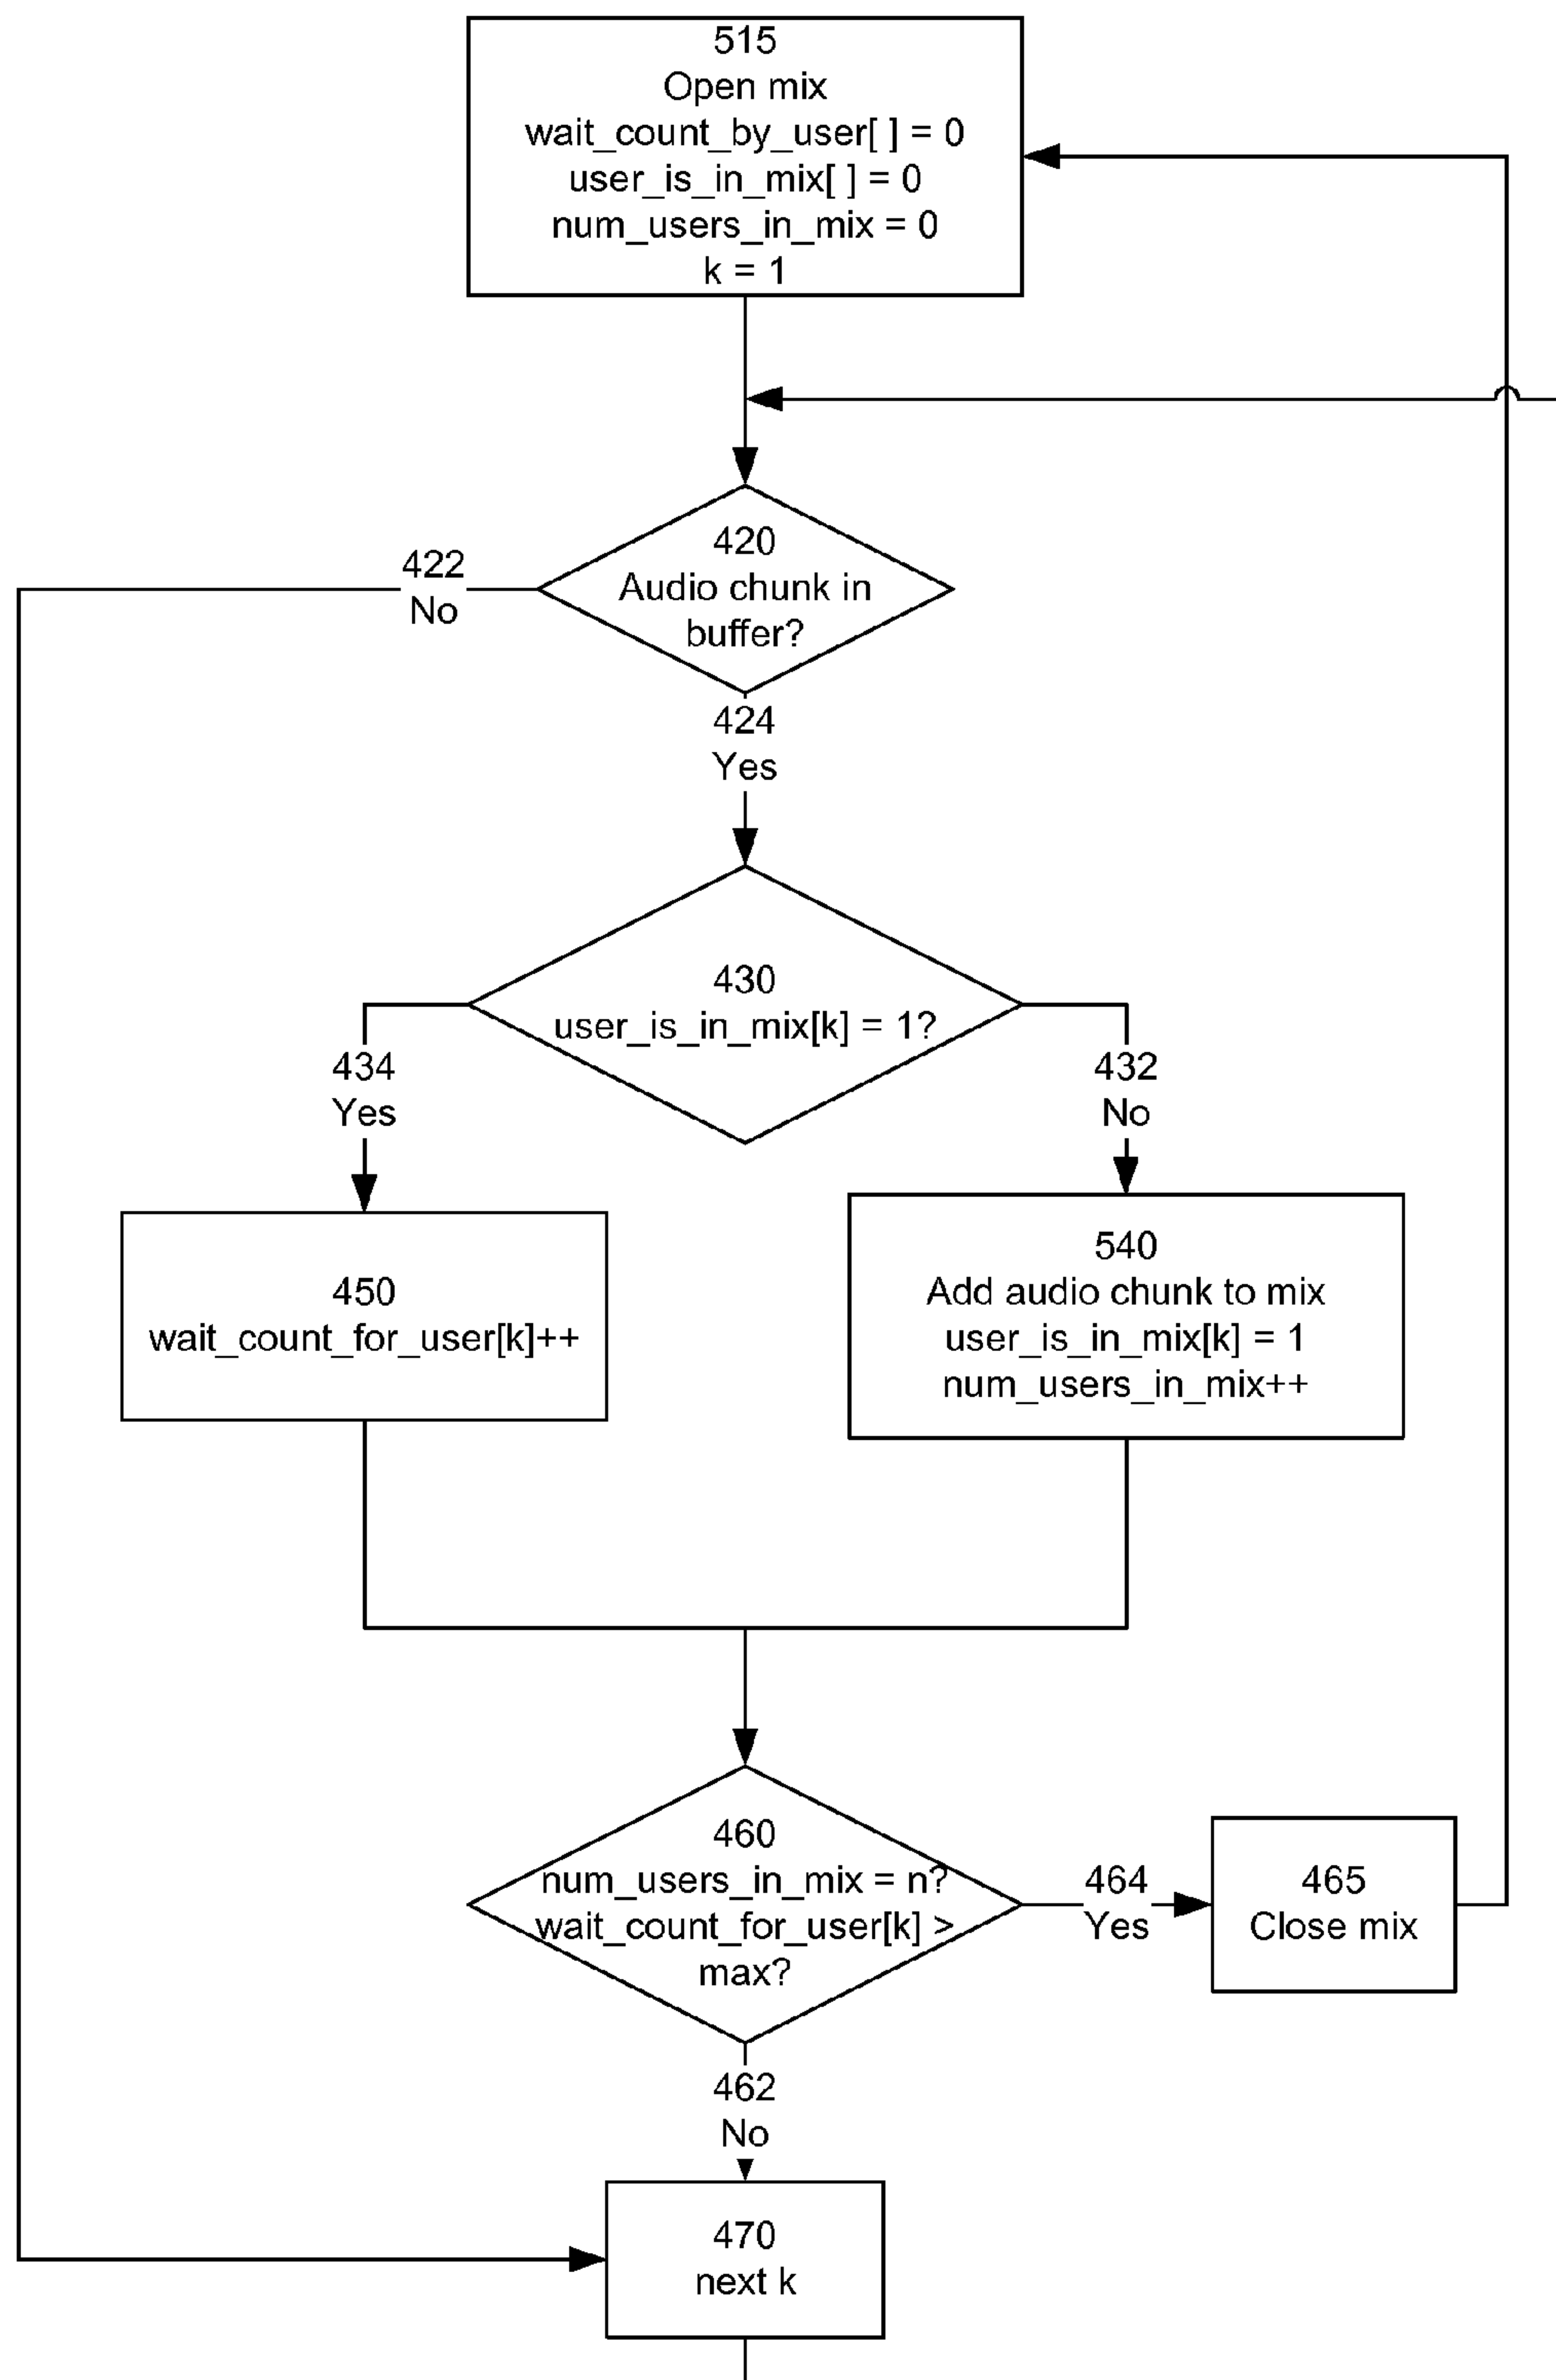 515
Open mix
wait_count_by_user[ ] = 0
user_is_in_mix[ ] = 0
num_users_in_mix = 0
k = 1
420
Audio chunk in
buffer?
422
No
424
Yes
430
user_is_in_mix[k] = 1?
434
Yes
432
No
450
wait_count_for_user[k]++
540
Add audio chunk to mix
user_is_in_mix[k] = 1
num_users_in_mix++
460
num_users_in_mix = n?
wait_count_for_user[k] >
max?
464
Yes
465
Close mix
462
No
470
next k